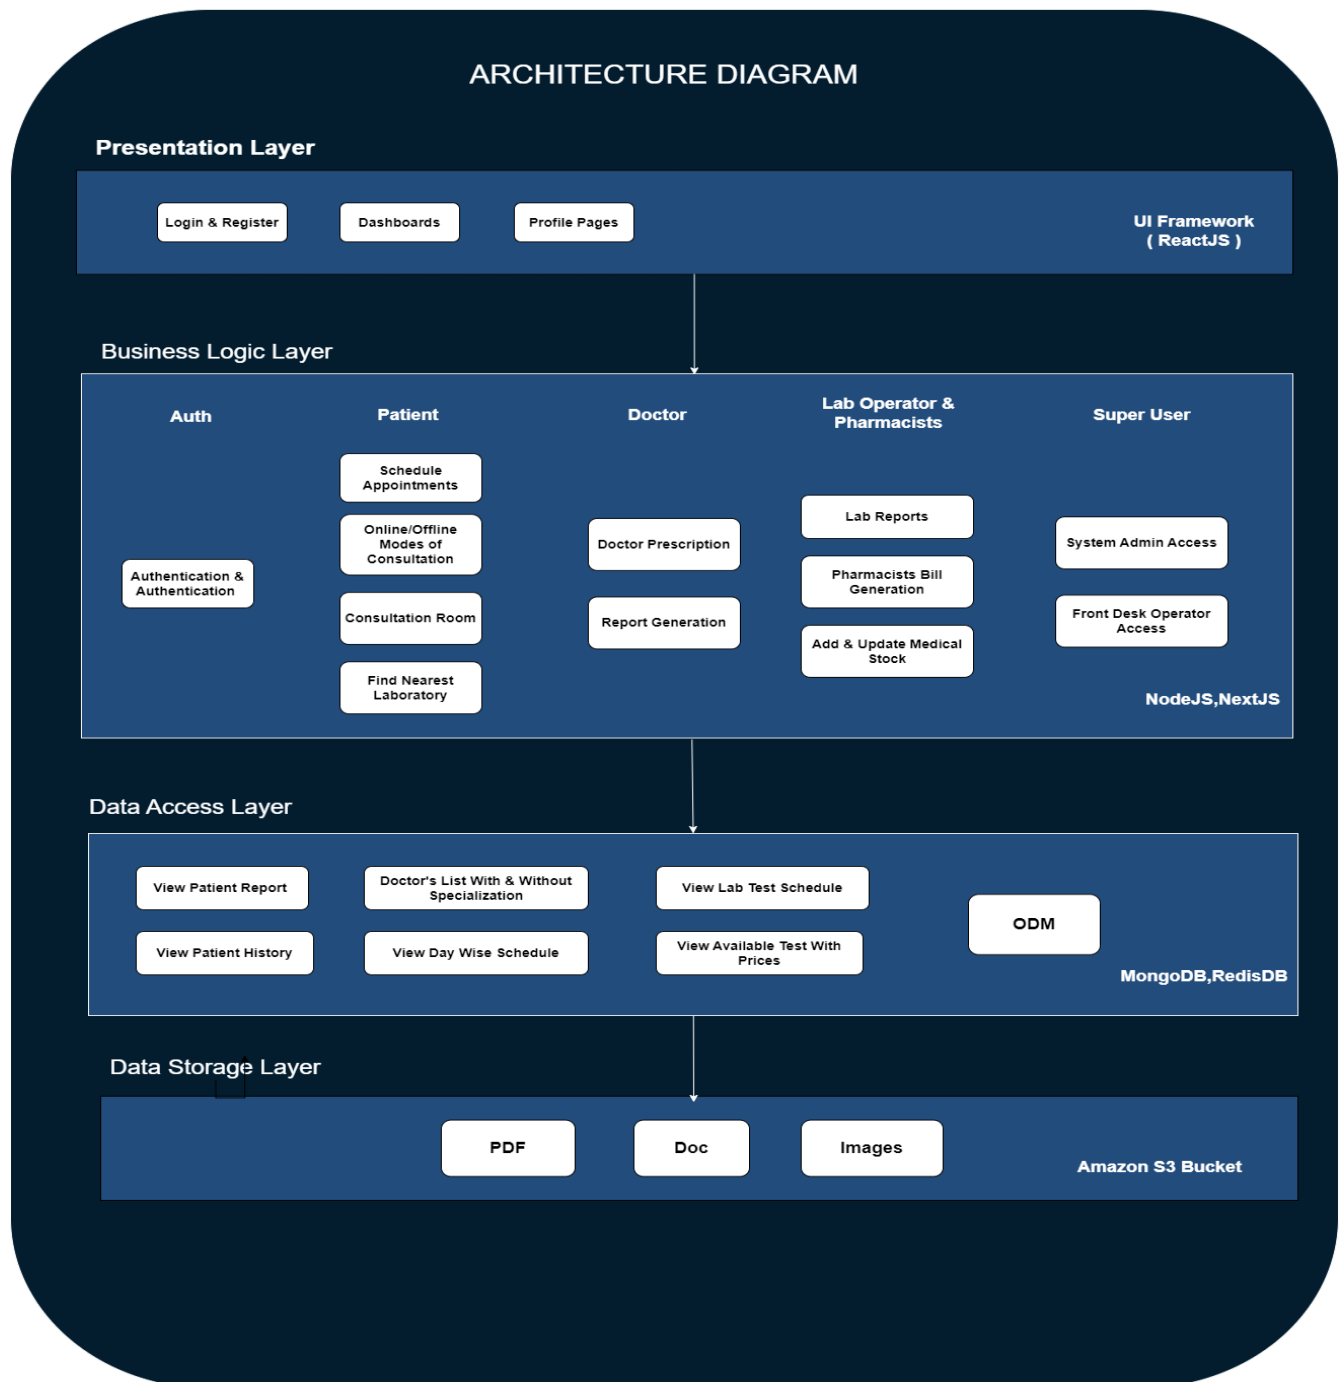 ARCHITECTURE DIAGRAM
Presentation Layer
Login & Register
Dashboards
Profile Pages
UI Framework
( ReactJS )
Business Logic Layer
Auth
Authentication &
Authentication
Patient
Schedule
Appointments
Online/Offline
Modes of
Consultation
Consultation Room
Find Nearest
Laboratory
Doctor
Doctor Prescription
Report Generation
Lab Operator &
Pharmacists
Lab Reports
Pharmacists Bill
Generation
Add & Update Medical
Stock
Super User
System Admin Access
Front Desk Operator
Access
NodeJS,NextJS
Data Access Layer
View Patient Report
Doctor's List With & Without
Specialization
View Lab Test Schedule
ODM
View Patient History
View Day Wise Schedule
View Available Test With
Prices
MongoDB,RedisDB
Data Storage Layer
PDF
Doc
Images
Amazon S3 Bucket